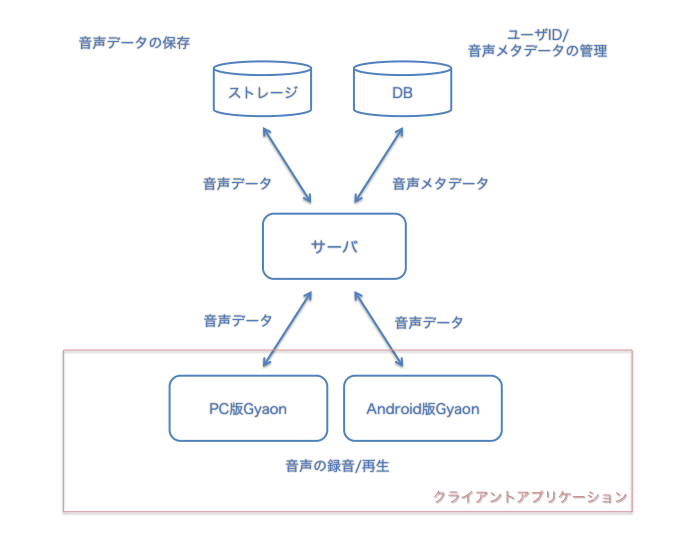 音声データの保存
ユーザID/
音声メタデータの管理
ストレージ
DB
音声データ
音声メタデータ
サーバ
音声データ
音声データ
PC版Gyaon
Android版Gyaon
音声の録音/再生
クライアントアプリケーション